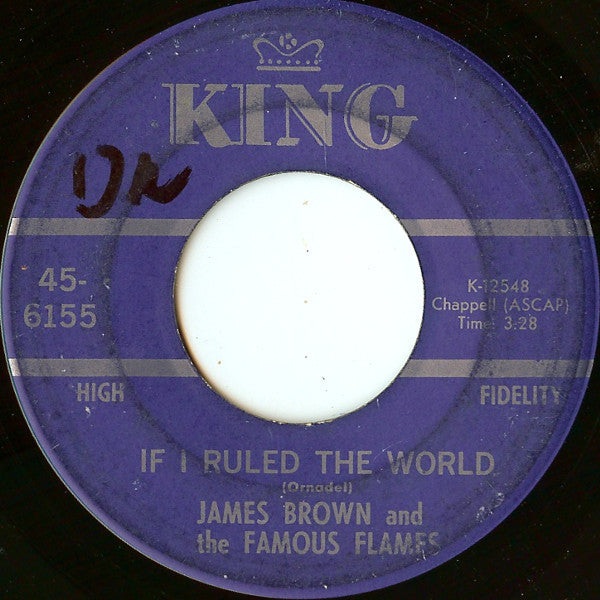 KING
45-
6155
K-12548
Chappell (ASCAP)
Time: 3:28
HIGH
FIDELITY
IF I RULED THE WORLD
(Ornadel)
JAMES BROWN and
the FAMOUS FLAMES